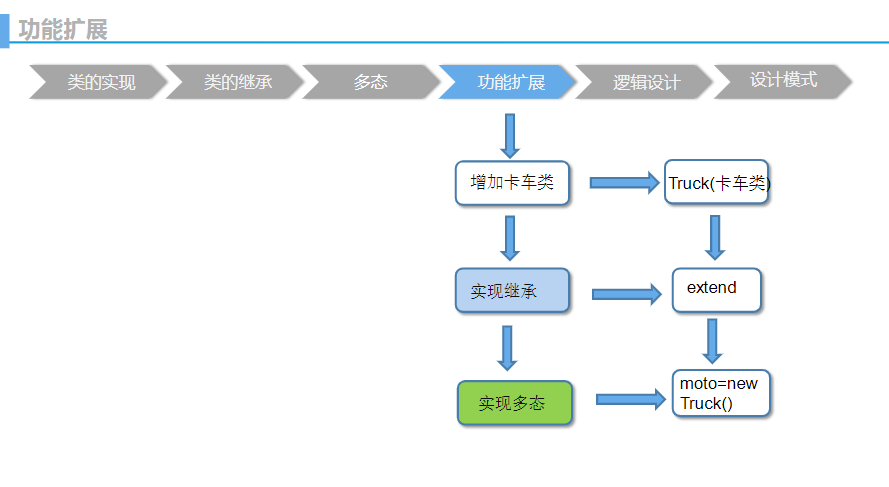 功能扩展
类的实现
类的继承
多态
功能扩展
逻辑设计
设计模式
增加卡车类
Truck(卡车类)
实现继承
extend
实现多态
moto=new
Truck()